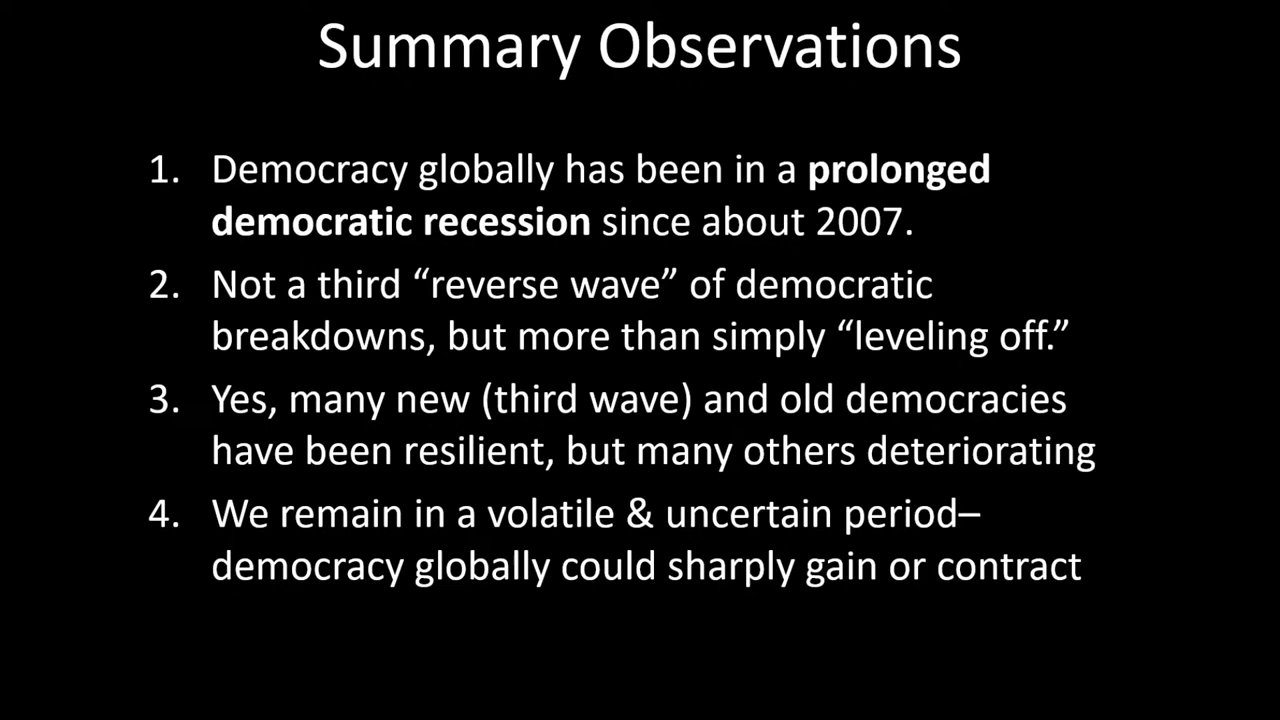 Summary Observations
1. Democracy globally has been in a prolonged
democratic recession since about 2007.
2. Not a third “reverse wave” of democratic
breakdowns, but more than simply “leveling off.”
3. Yes, many new (third wave) and old democracies
have been resilient, but many others deteriorating
4. We remain in a volatile & uncertain period–
democracy globally could sharply gain or contract